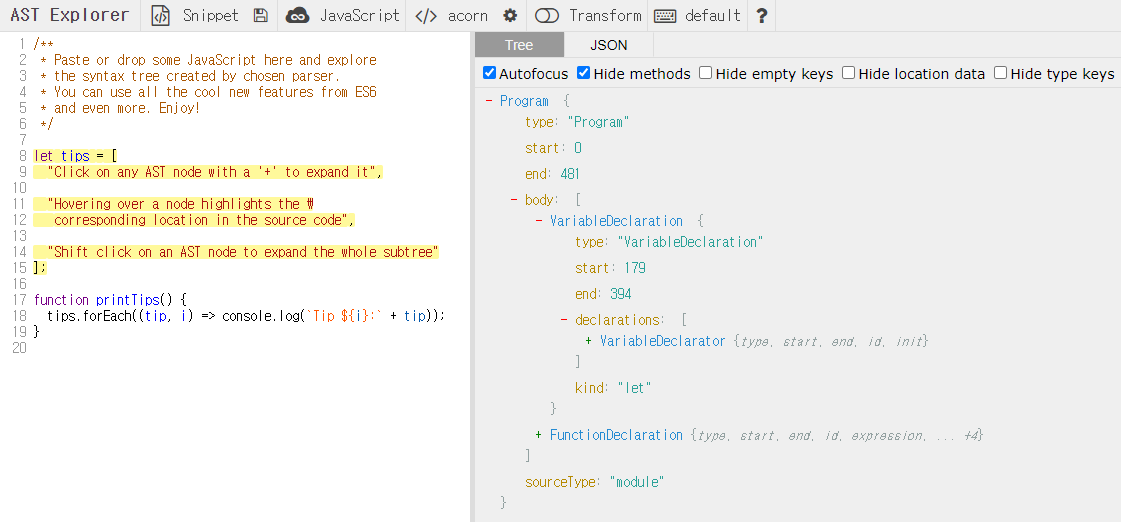 AST Explorer Snippet JavaScript </> acorn Transform default ?
1 /**
2  * Paste or drop some JavaScript here and explore
3  * the syntax tree created by chosen parser.
4  * You can use all the cool new features from ES6
5  * and even more. Enjoy!
6  */
7
8 let tips = [
9   "Click on any AST node with a '+' to expand it",
10
11   "Hovering over a node highlights the ₩
12    corresponding location in the source code",
13
14   "Shift click on an AST node to expand the whole subtree"
15 ];
16
17 function printTips() {
18   tips.forEach((tip, i) => console.log(`Tip ${i}:` + tip));
19 }
20
Tree JSON
Autofocus Hide methods Hide empty keys Hide location data Hide type keys
- Program {
type: "Program"
start: 0
end: 481
- body: [
- VariableDeclaration {
type: "VariableDeclaration"
start: 179
end: 394
- declarations: [
+ VariableDeclarator {type, start, end, id, init}
]
kind: "let"
}
+ FunctionDeclaration {type, start, end, id, expression, ... +4}
]
sourceType: "module"
}